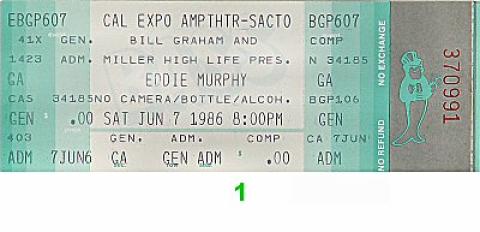 EBGP607 CAL EXPO AMPTHTR-SACTO BGP607
41X GEN. BILL GRAHAM AND COMP
1423 ADM. MILLER HIGH LIFE PRES. N 34185
GA EDDIE MURPHY GA
CAS 34185NO CAMERA/BOTTLE/ALCOH. BGP106
GEN $ .00 SAT JUN 7 1986 8:00PM GEN
403 GEN. ADM. COMP CA 7JUN
ADM 7JUN6 GA GEN ADM $ .00 ADM
NO REFUND NO EXCHANGE
370991
1